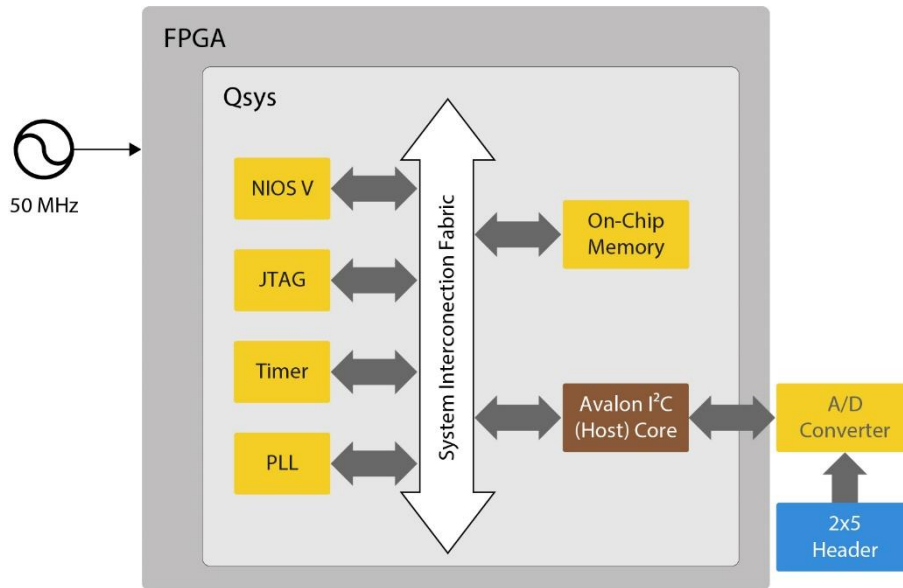 FPGA
Qsys
50 MHz
NIOS V
JTAG
Timer
PLL
System Interconection Fabric
On-Chip
Memory
Avalon I²C
(Host) Core
A/D
Converter
2x5
Header